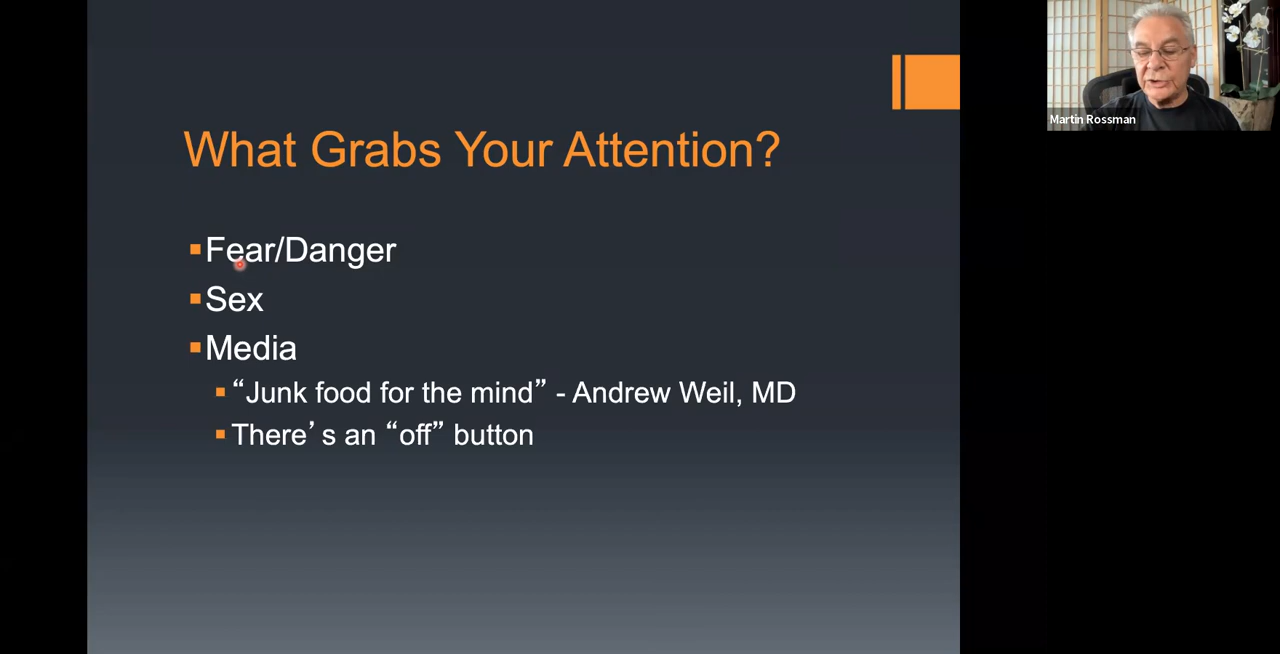 What Grabs Your Attention?
Fear/Danger
Sex
Media
“Junk food for the mind” - Andrew Weil, MD
There’s an “off” button
Martin Rossman